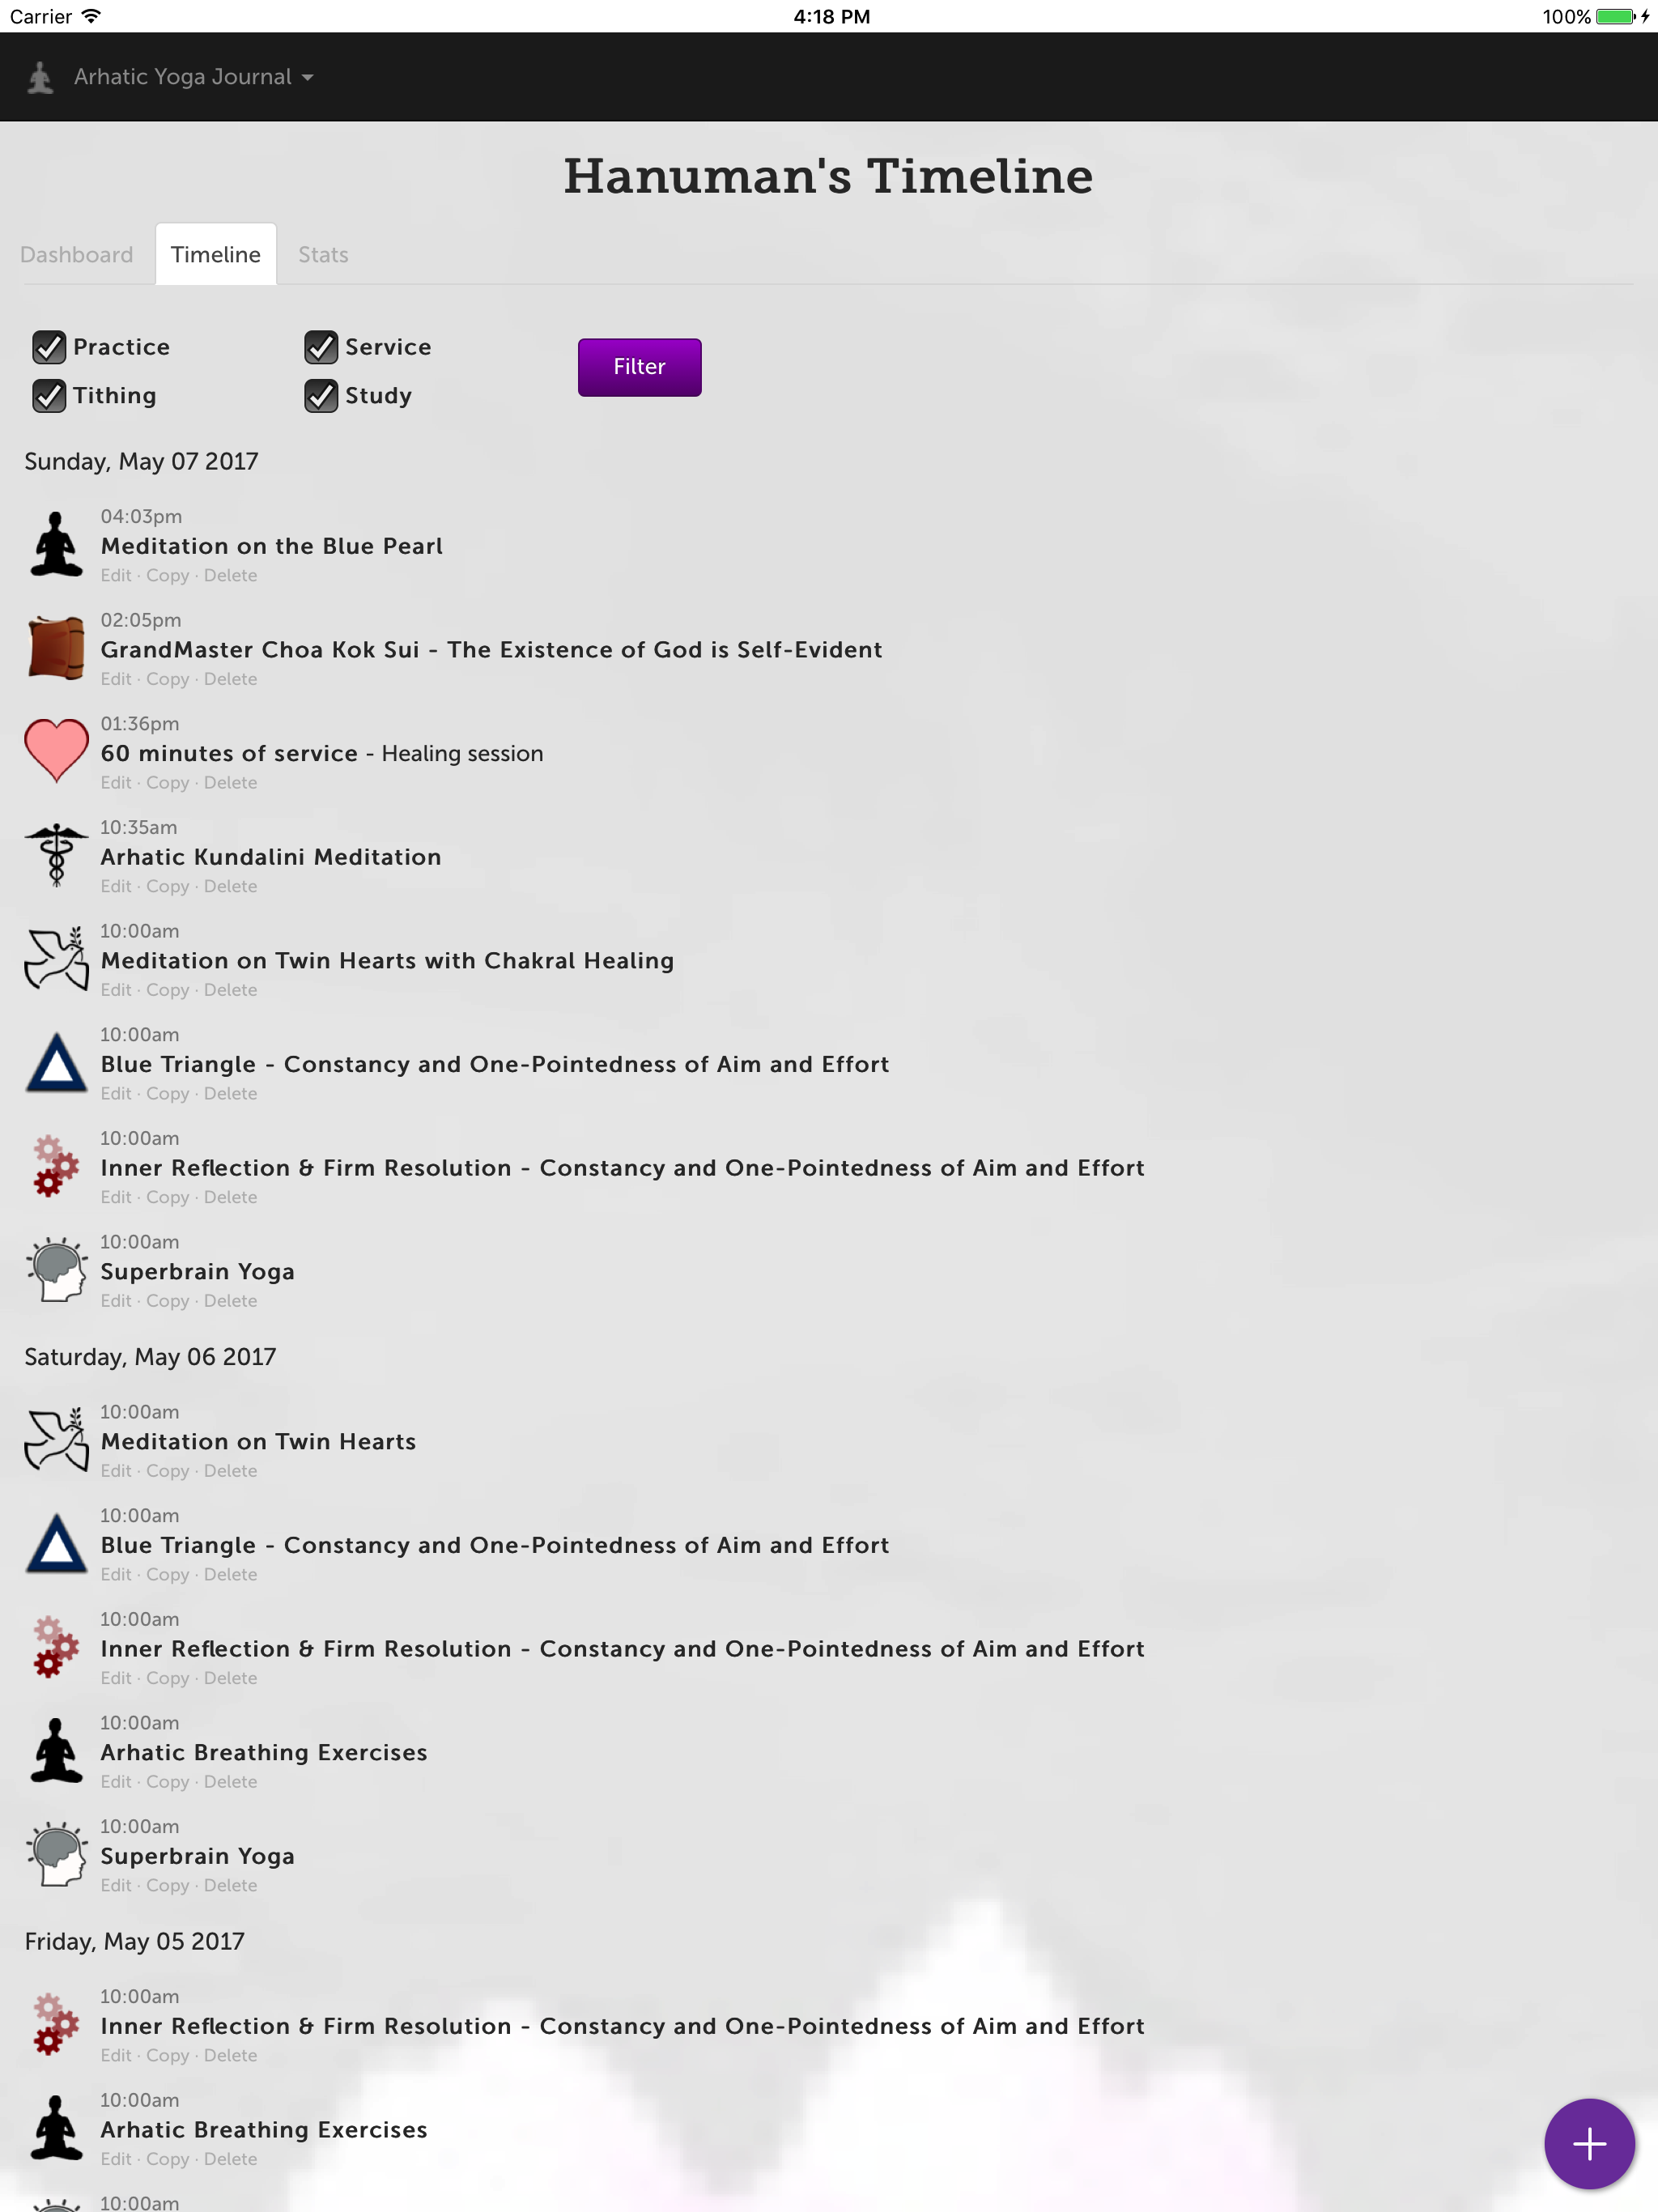 Carrier 4:18 PM 100%
Arhatic Yoga Journal
Hanuman's Timeline
Dashboard Timeline Stats
Practice Service Filter
Tithing Study
Sunday, May 07 2017
04:03pm
Meditation on the Blue Pearl
Edit · Copy · Delete
02:05pm
GrandMaster Choa Kok Sui - The Existence of God is Self-Evident
Edit · Copy · Delete
01:36pm
60 minutes of service - Healing session
Edit · Copy · Delete
10:35am
Arhatic Kundalini Meditation
Edit · Copy · Delete
10:00am
Meditation on Twin Hearts with Chakral Healing
Edit · Copy · Delete
10:00am
Blue Triangle - Constancy and One-Pointedness of Aim and Effort
Edit · Copy · Delete
10:00am
Inner Reflection & Firm Resolution - Constancy and One-Pointedness of Aim and Effort
Edit · Copy · Delete
10:00am
Superbrain Yoga
Edit · Copy · Delete
Saturday, May 06 2017
10:00am
Meditation on Twin Hearts
Edit · Copy · Delete
10:00am
Blue Triangle - Constancy and One-Pointedness of Aim and Effort
Edit · Copy · Delete
10:00am
Inner Reflection & Firm Resolution - Constancy and One-Pointedness of Aim and Effort
Edit · Copy · Delete
10:00am
Arhatic Breathing Exercises
Edit · Copy · Delete
10:00am
Superbrain Yoga
Edit · Copy · Delete
Friday, May 05 2017
10:00am
Inner Reflection & Firm Resolution - Constancy and One-Pointedness of Aim and Effort
Edit · Copy · Delete
10:00am
Arhatic Breathing Exercises
Edit · Copy · Delete
10:00am